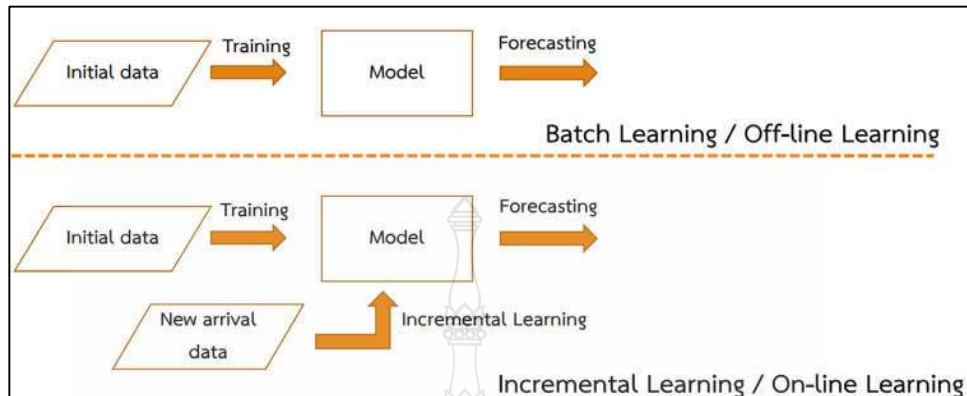 Training
Forecasting
Initial data
Model
Batch Learning / Off-line Learning
Training
Forecasting
Initial data
Model
New arrival
data
Incremental Learning
Incremental Learning / On-line Learning